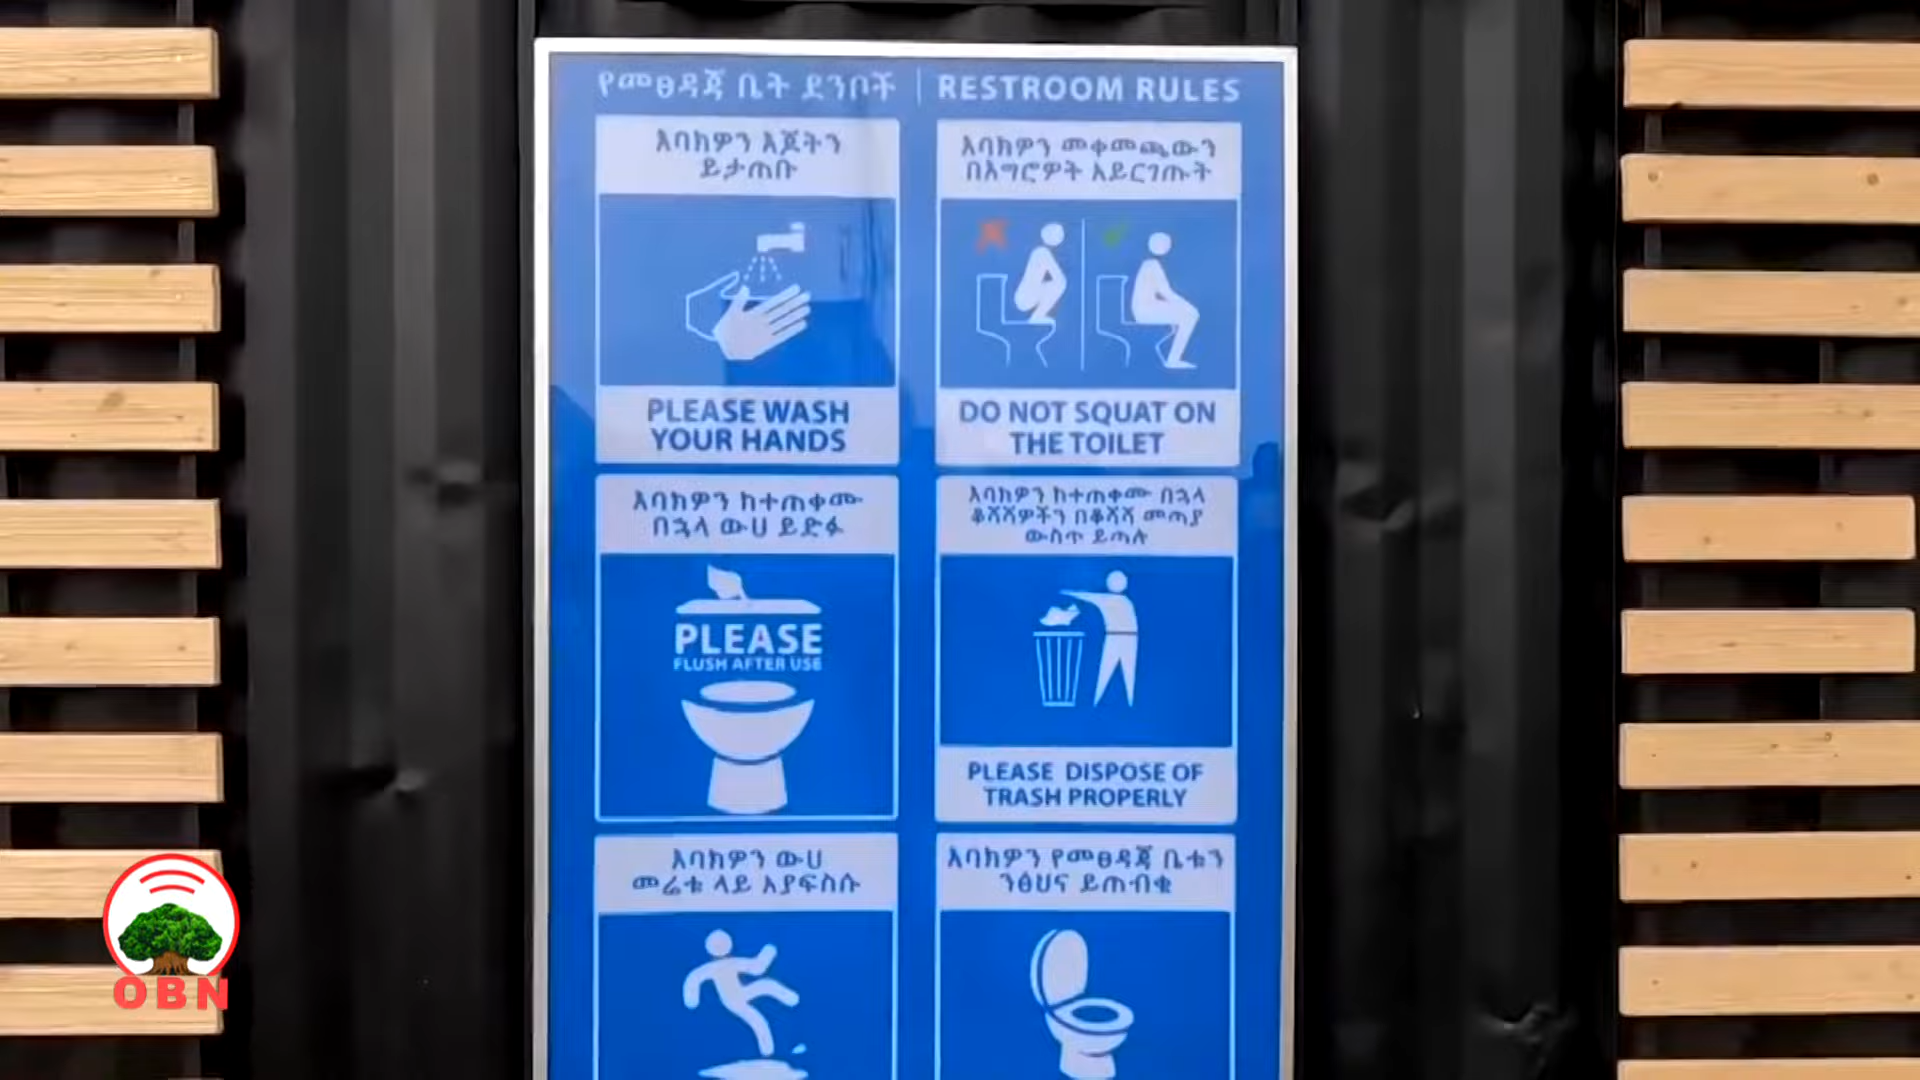 የመፀዳጃ ቤት ደንቦች | RESTROOM RULES
እባክዎን እጆትን
ይታጠቡ
PLEASE WASH
YOUR HANDS
እባክዎን መቀመጫውን
በእግሮዎት አይርገጡት
DO NOT SQUAT ON
THE TOILET
እባክዎን ከተጠቀሙ
በኋላ ውሀ ይድፉ
PLEASE
FLUSH AFTER USE
እባክዎን ከተጠቀሙ በኋላ
ቆሻሻዎችን በቆሻሻ መጣያ
ውስጥ ይጣሉ
PLEASE DISPOSE OF
TRASH PROPERLY
እባክዎን ውሀ
መሬቱ ላይ አያፍስሱ
እባክዎን የመፀዳጃ ቤቱን
ንፅህና ይጠብቁ
OBN